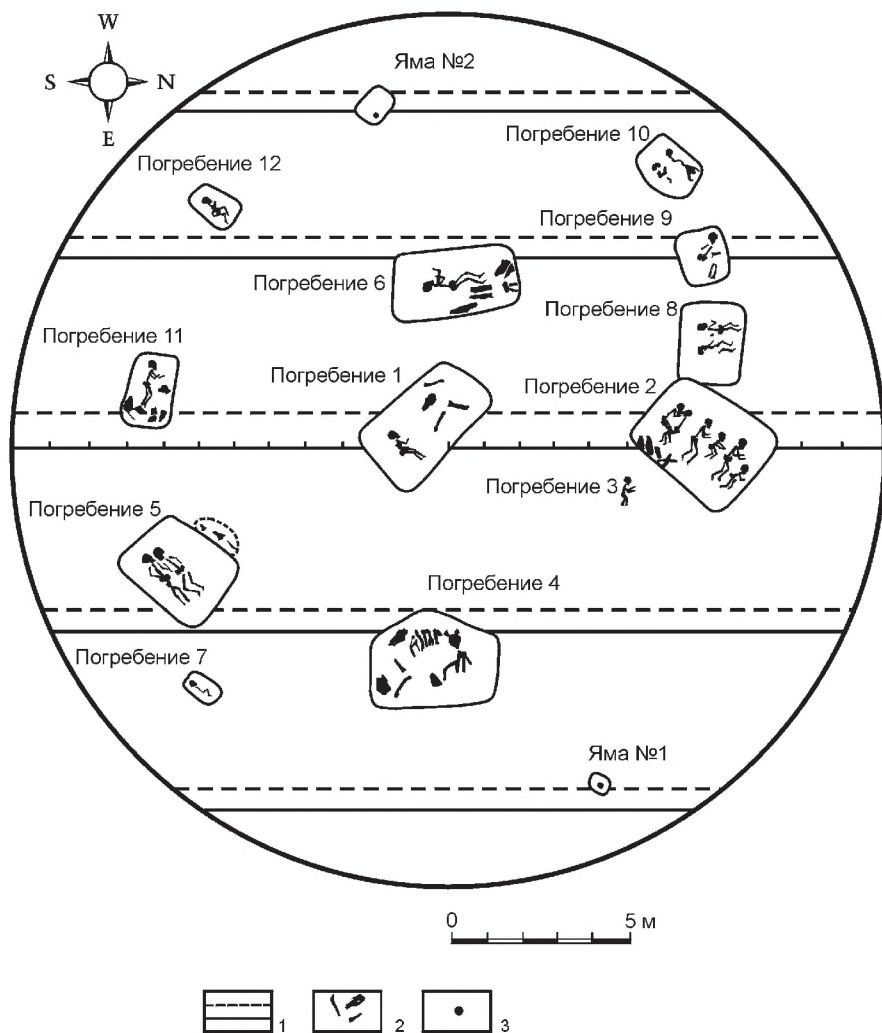 W
S N
E
Яма №2
Погребение 10
Погребение 12
Погребение 9
Погребение 6
Погребение 8
Погребение 11
Погребение 1
Погребение 2
Погребение 3
Погребение 5
Погребение 4
Погребение 7
Яма №1
0 5 м
1 2 3